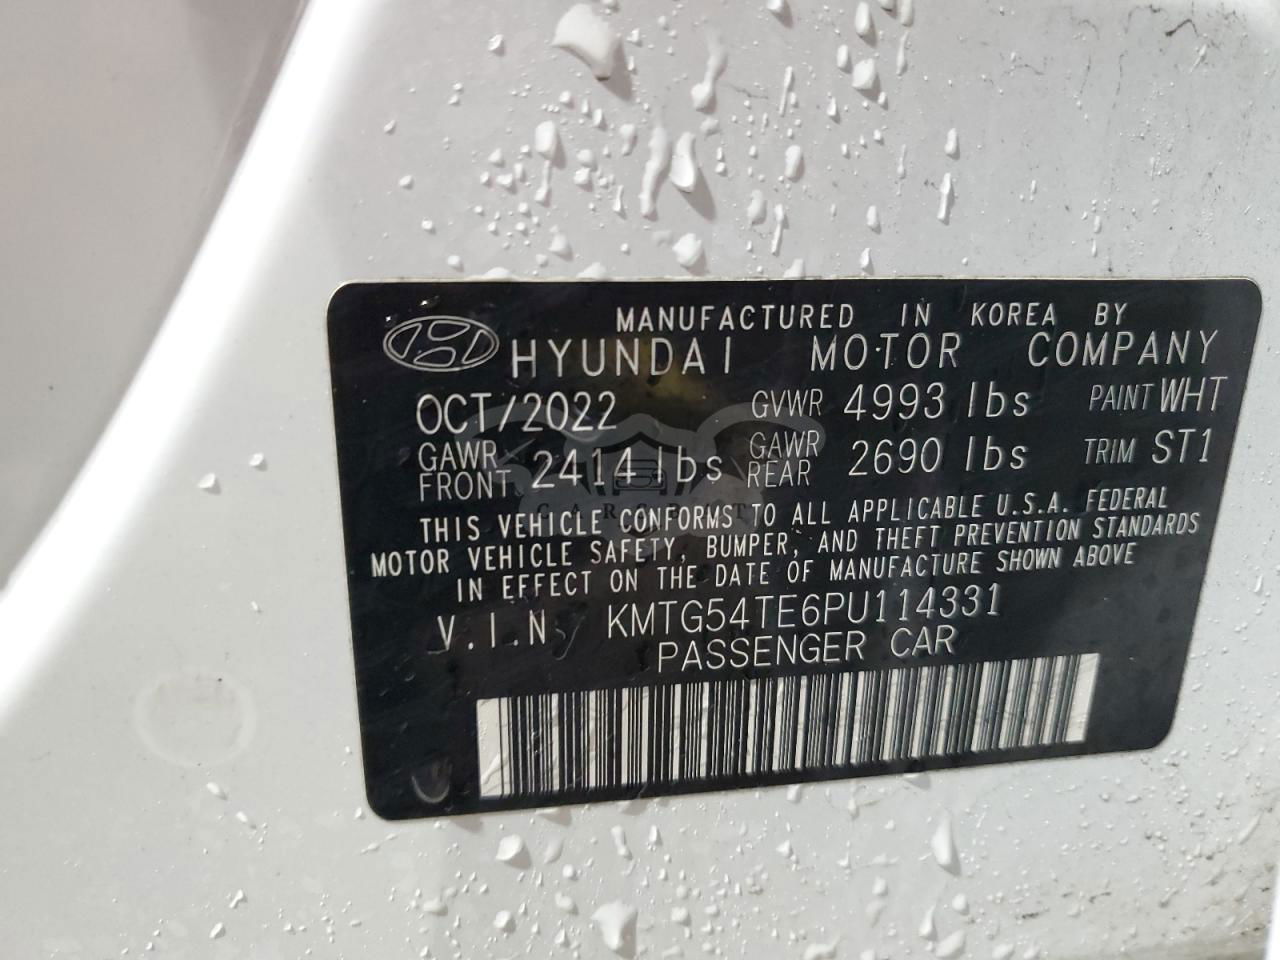 MANUFACTURED IN KOREA BY
HYUNDAI MOTOR COMPANY
OCT/2022 GVWR 4993 lbs PAINT WHT
GAWR FRONT 2414 lbs GAWR REAR 2690 lbs TRIM ST1
THIS VEHICLE CONFORMS TO ALL APPLICABLE U.S.A. FEDERAL
MOTOR VEHICLE SAFETY, BUMPER, AND THEFT PREVENTION STANDARDS
IN EFFECT ON THE DATE OF MANUFACTURE SHOWN ABOVE
V.I.N KMTG54TE6PU114331
PASSENGER CAR